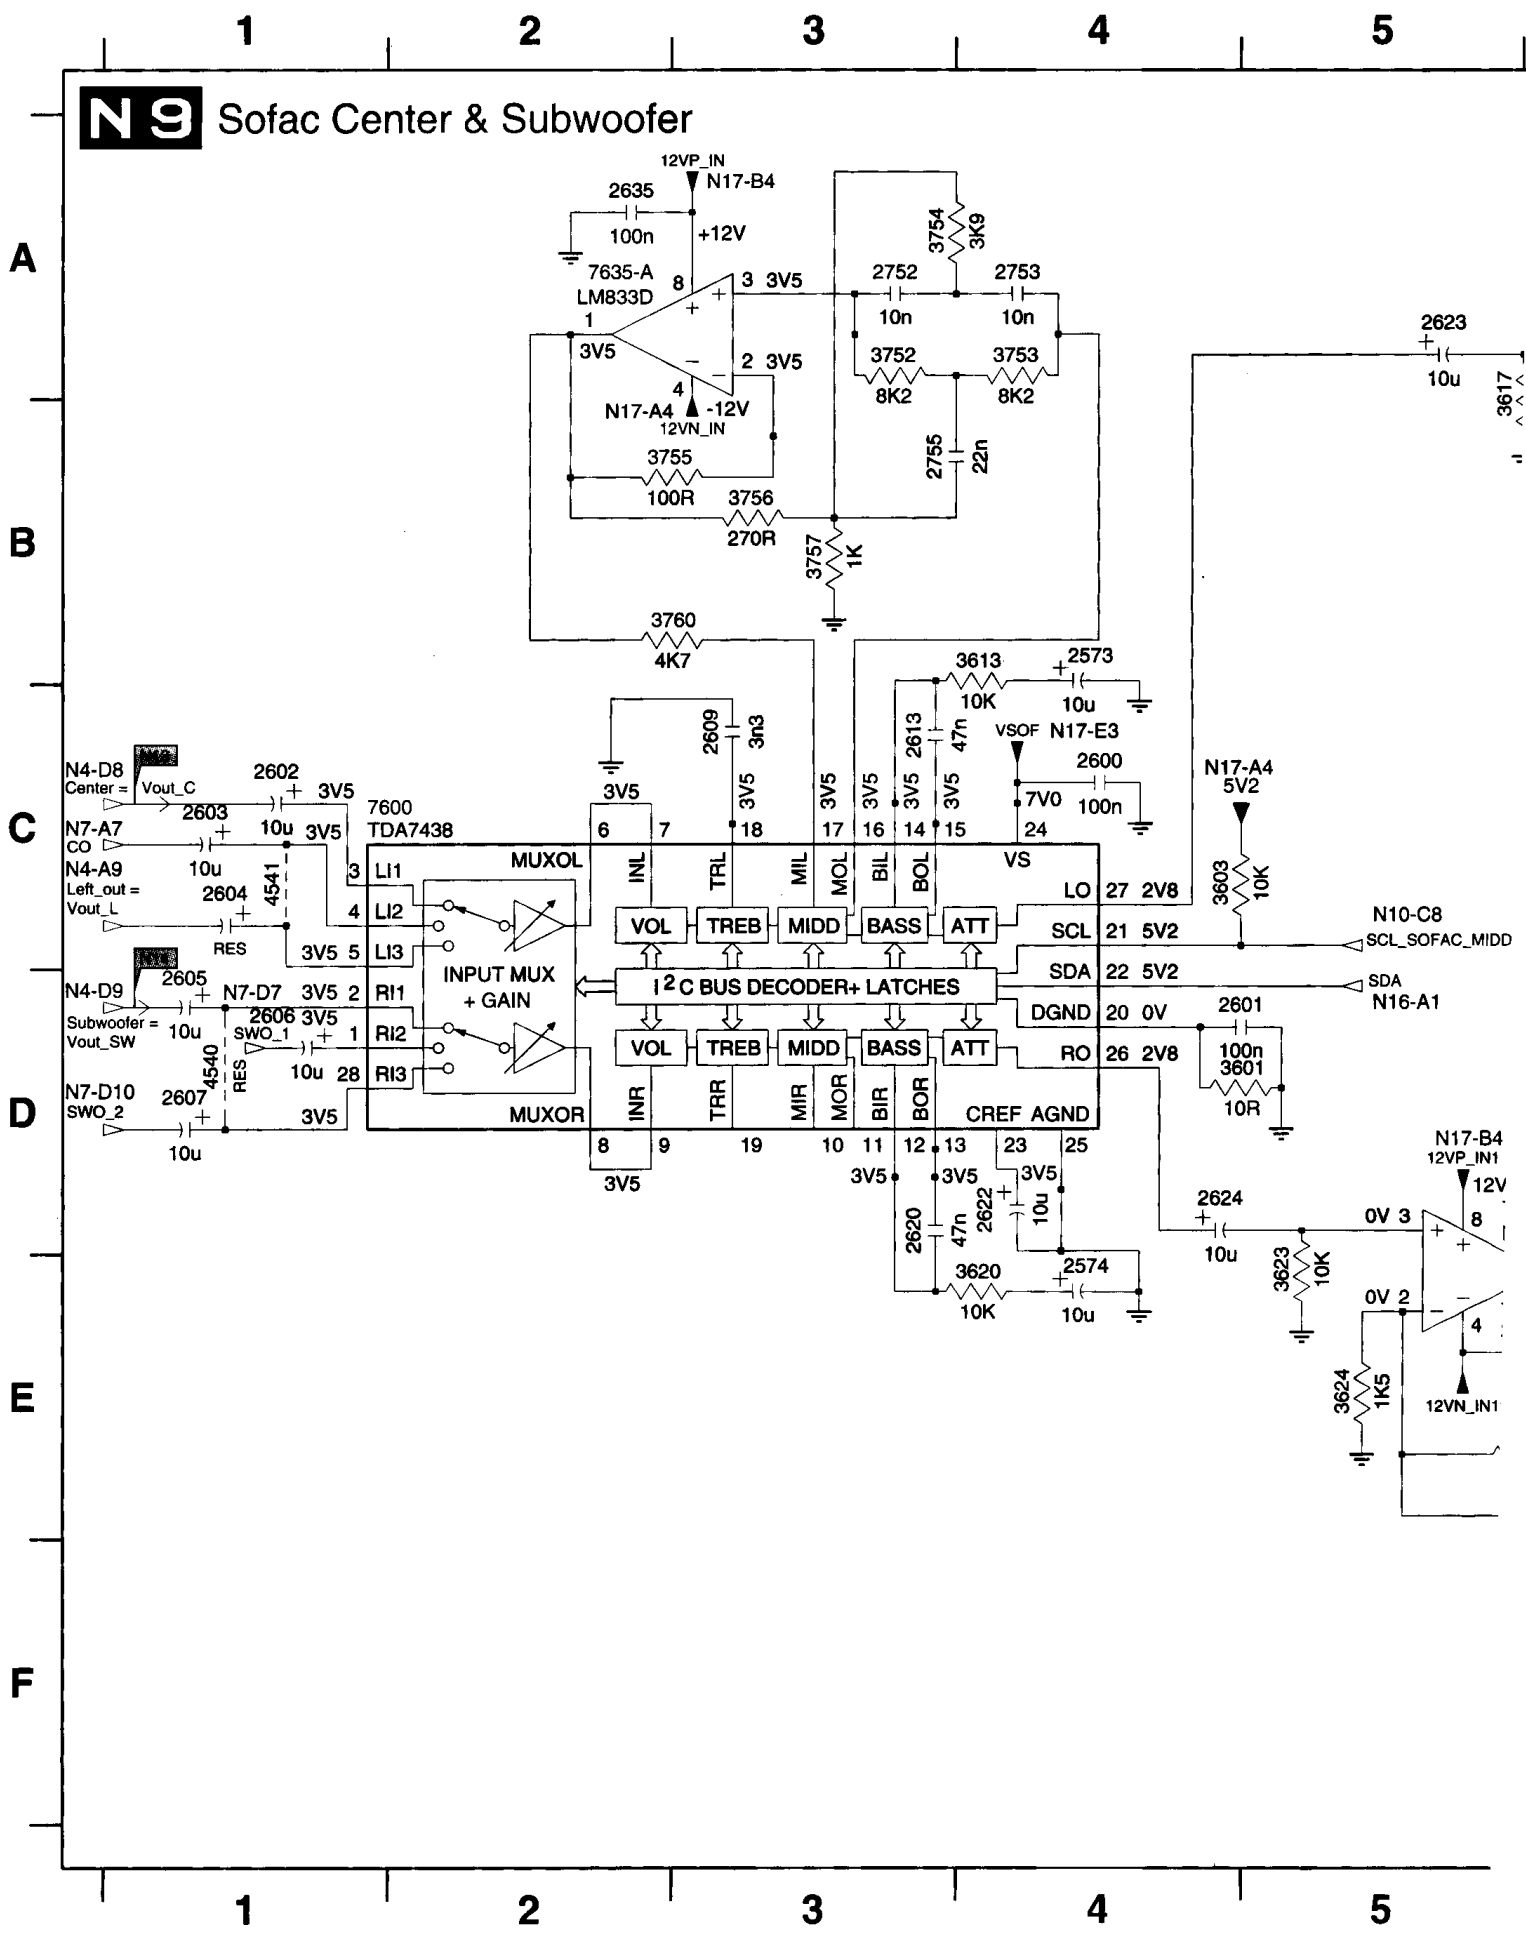 1 2 3 4 5
N 9 Sofac Center & Subwoofer
12VP_IN
N17-B4
2635
100n
+12V
A
7635-A
LM833D
8
3 3V5
1
3V5
2 3V5
4
N17-A4 -12V
12VN_IN
3754
3K9
2752
10n
2753
10n
3752
8K2
3753
8K2
2755
22n
2623
+
10u
3617
3755
100R
3756
270R
3757
1K
B
3760
4K7
3613
10K
2573
+
10u
2609
3n3
2613
47n
VSOF N17-E3
2600
100n
7V0
3V5 3V5 3V5 3V5 3V5
N17-A4
5V2
3603
10K
C
N4-D8
Center =
Vout_C
2602
+
10u
3V5
N7-A7
CO
2603
+
10u
3V5
N4-A9
Left_out =
Vout_L
2604
+
RES
4541
3V5
7600
TDA7438
3V5
6 7 18 17 16 14 15 24
MUXOL INL TRL MIL MOL BIL BOL VS
3 LI1
4 LI2
5 LI3
VOL TREB MIDD BASS ATT
LO 27 2V8
SCL 21 5V2
N10-C8
SCL_SOFAC_MIDD
INPUT MUX
+ GAIN
I2C BUS DECODER+ LATCHES
SDA 22 5V2
SDA
N16-A1
N4-D9
Subwoofer =
Vout_SW
2605
+
10u
N7-D7
3V5 2 RI1
2606
SWO_1
+
3V5
10u
1 RI2
4540
RES
28 RI3
DGND 20 0V
2601
100n
3601
10R
VOL TREB MIDD BASS ATT
RO 26 2V8
D
N7-D10
SWO_2
2607
+
10u
3V5
MUXOR INR TRR MIR MOR BIR BOR CREF AGND
8 9 19 10 11 12 13 23 25
3V5
3V5 3V5
3V5
2620
47n
2622
+
10u
3620
10K
2574
+
10u
2624
+
10u
3623
10K
N17-B4
12VP_IN1
12V
0V 3
8
0V 2
4
3624
1K5
12VN_IN1
E
F
1 2 3 4 5